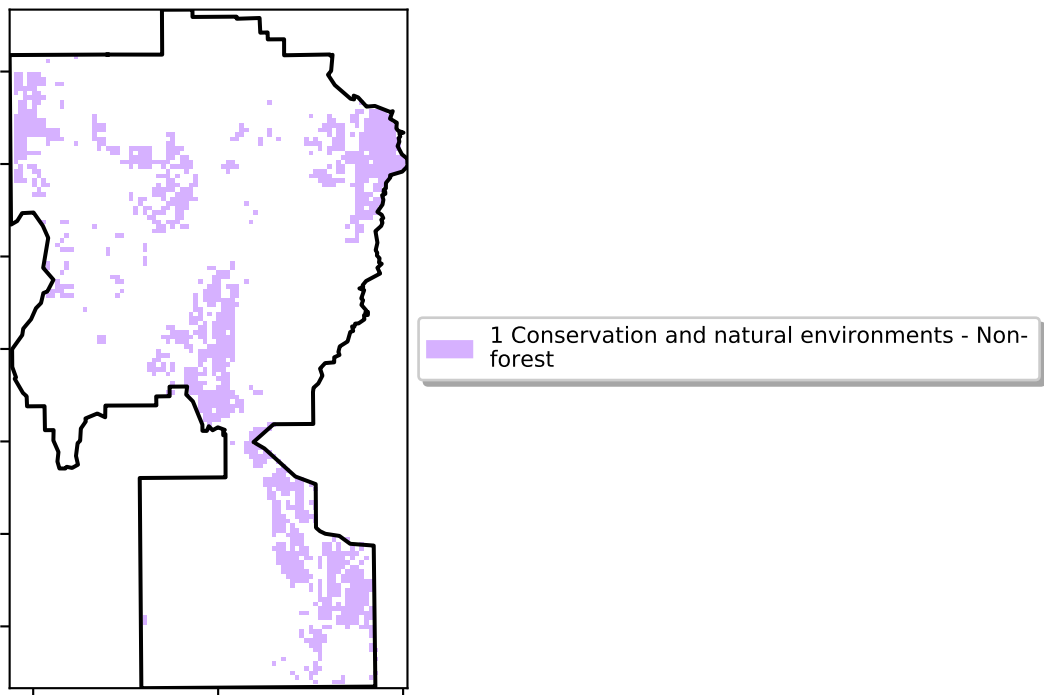 1 Conservation and natural environments - Non-
forest